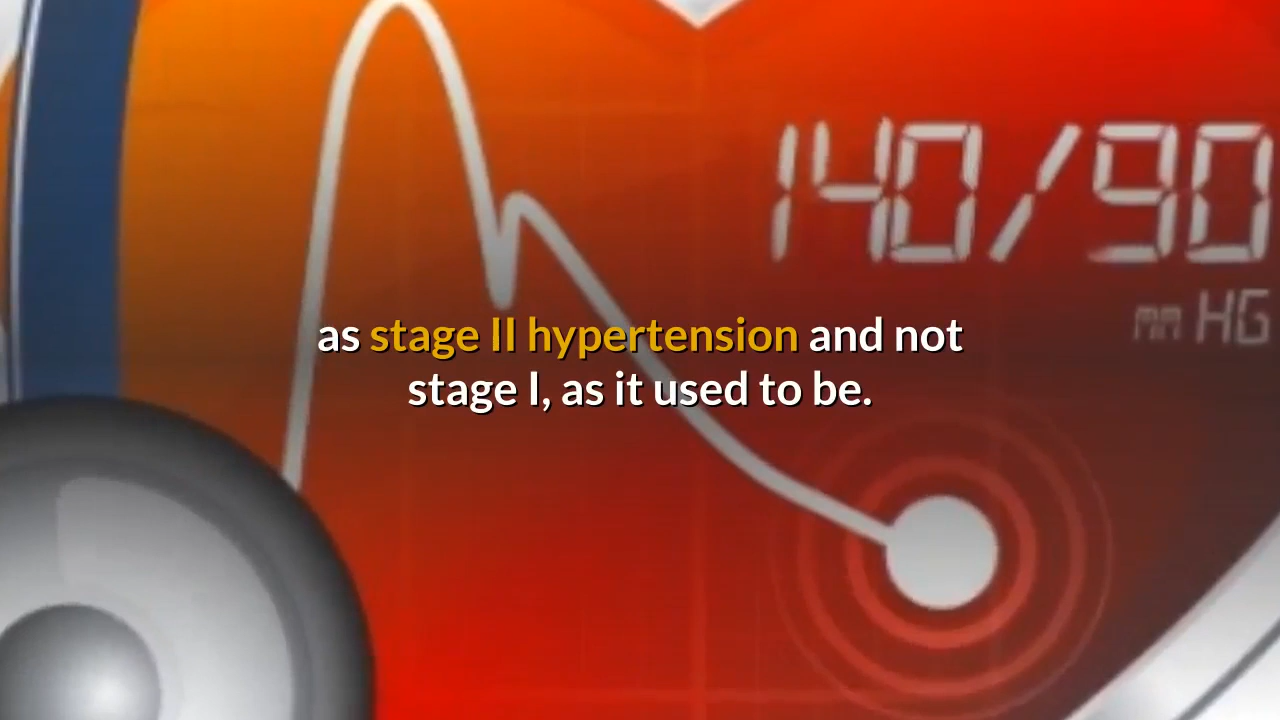 140/90
mm HG
as stage II hypertension and not
stage I, as it used to be.